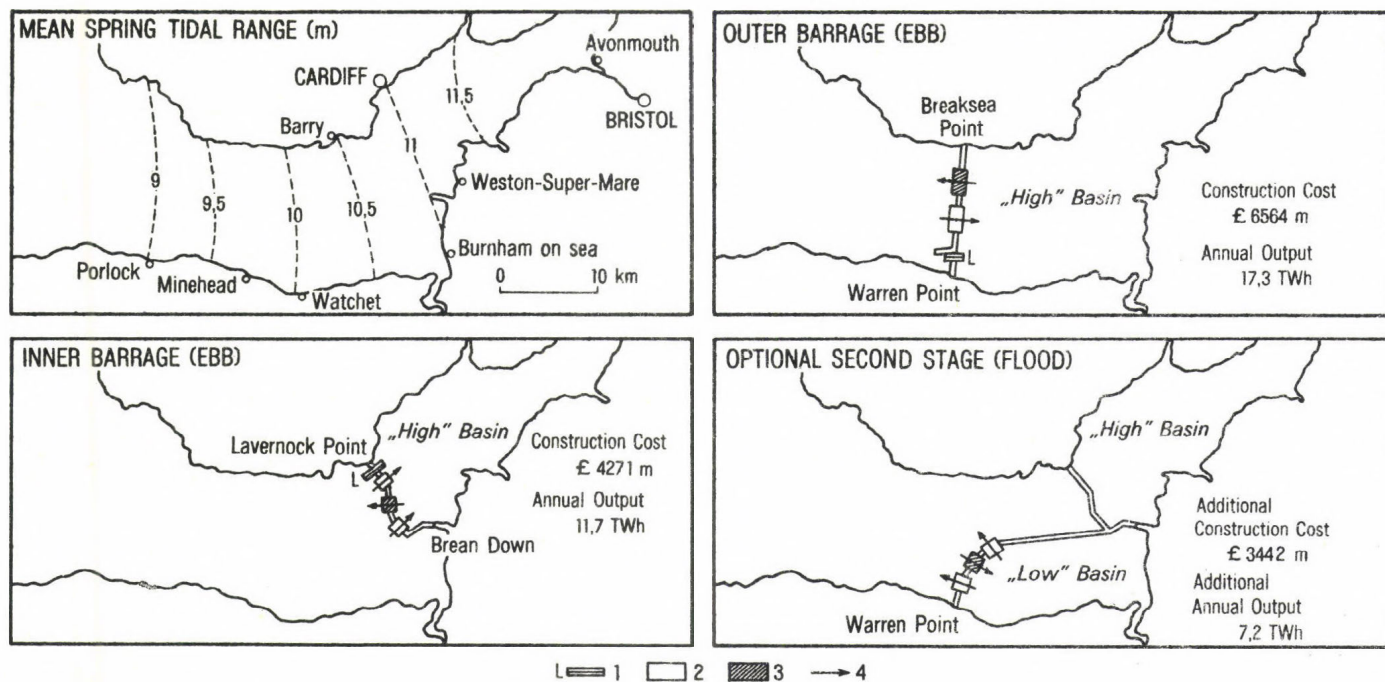 MEAN SPRING TIDAL RANGE (m)
Avonmouth
CARDIFF
11,5
BRISTOL
Barry
11
9
Weston-Super-Mare
9,5
10
10,5
Burnham on sea
Porlock
0 10 km
Minehead
Watchet
OUTER BARRAGE (EBB)
Breaksea
Point
„High" Basin
Construction Cost
£ 6564 m
Annual Output
17,3 TWh
L
Warren Point
INNER BARRAGE (EBB)
„High" Basin
Lavernock Point
Construction Cost
£ 4271 m
L
Annual Output
11,7 TWh
Brean Down
OPTIONAL SECOND STAGE (FLOOD)
„High" Basin
Additional
Construction Cost
£ 3442 m
„Low" Basin
Additional
Annual Output
7,2 TWh
Warren Point
L 1 2 3 4